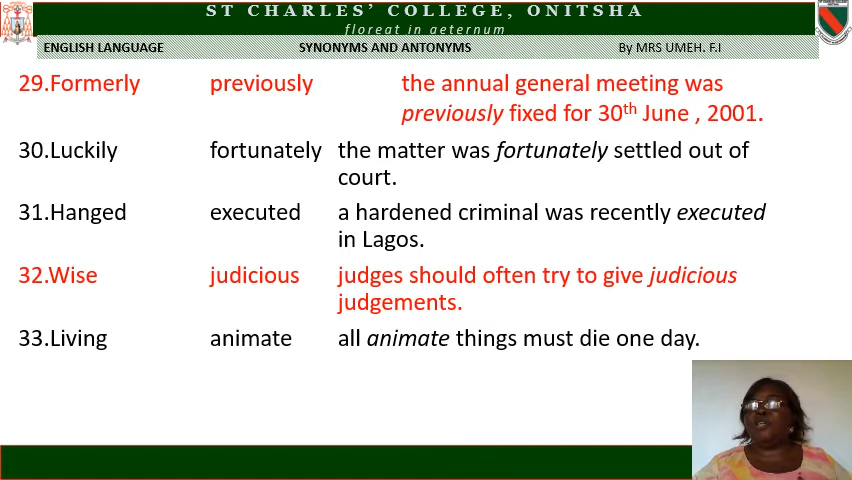 ST CHARLES’ COLLEGE, ONITSHA
floreat in aeternum
ENGLISH LANGUAGE SYNONYMS AND ANTONYMS By MRS UMEH. F.I
29.Formerly previously the annual general meeting was
previously fixed for 30th June , 2001.
30.Luckily fortunately the matter was fortunately settled out of
court.
31.Hanged executed a hardened criminal was recently executed
in Lagos.
32.Wise judicious judges should often try to give judicious
judgements.
33.Living animate all animate things must die one day.